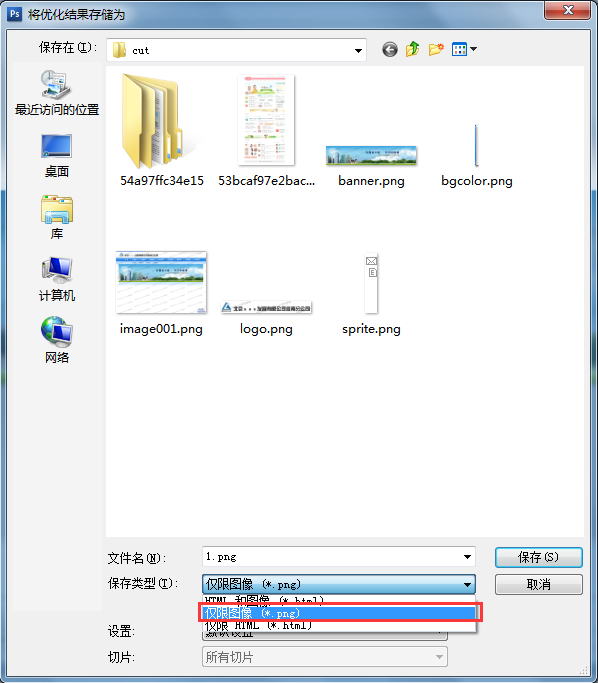 Ps 将优化结果存储为
保存在(I): cut
最近访问的位置
桌面
库
计算机
网络
54a97ffc34e15 53bcaf97e2bac... banner.png bgcolor.png
image001.png logo.png sprite.png
文件名(N): 1.png 保存(S)
保存类型(T): 仅限图像 (*.png) 取消
HTML 和图像 (*.html)
仅限图像 (*.png)
仅限 HTML (*.html)
设置: 默认设置
切片: 所有切片